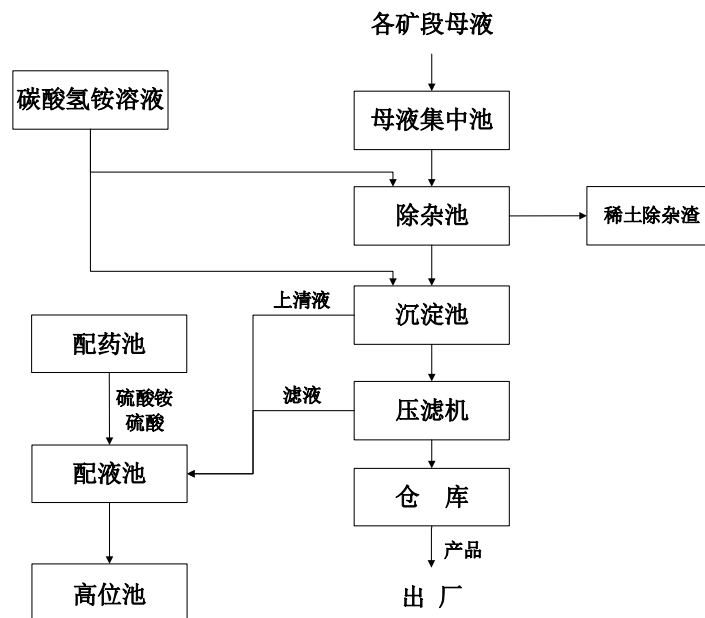 各矿段母液
碳酸氢铵溶液
母液集中池
除杂池
稀土除杂渣
上清液
沉淀池
配药池
硫酸铵
硫酸
滤液
压滤机
配液池
仓 库
产品
高位池
出 厂